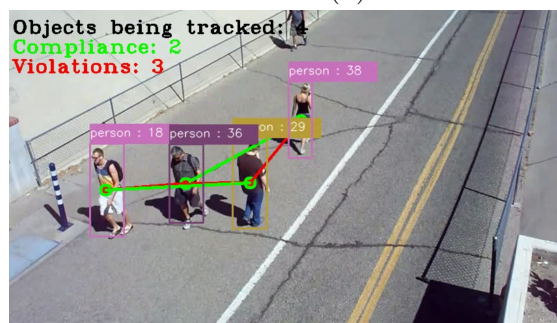 Objects being tracked: 4
Compliance: 2
Violations: 3
person : 38
person : 18
person : 36
on : 29